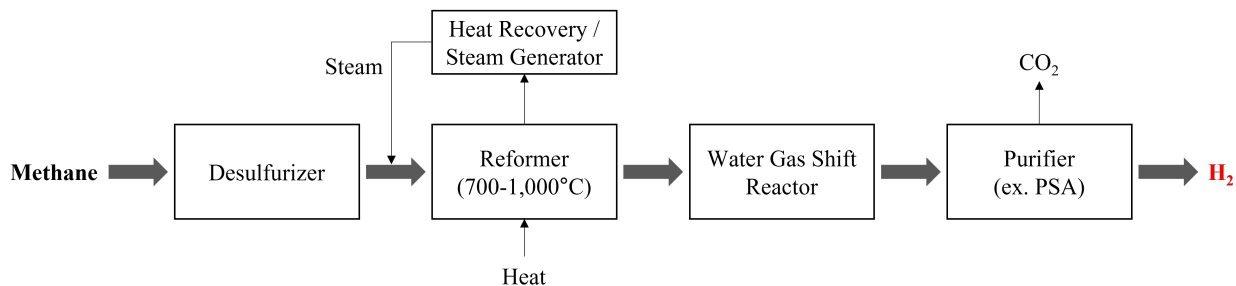 Heat Recovery /
Steam Generator
Steam
CO₂
Methane
Desulfurizer
Reformer
(700-1,000°C)
Water Gas Shift
Reactor
Purifier
(ex. PSA)
H₂
Heat